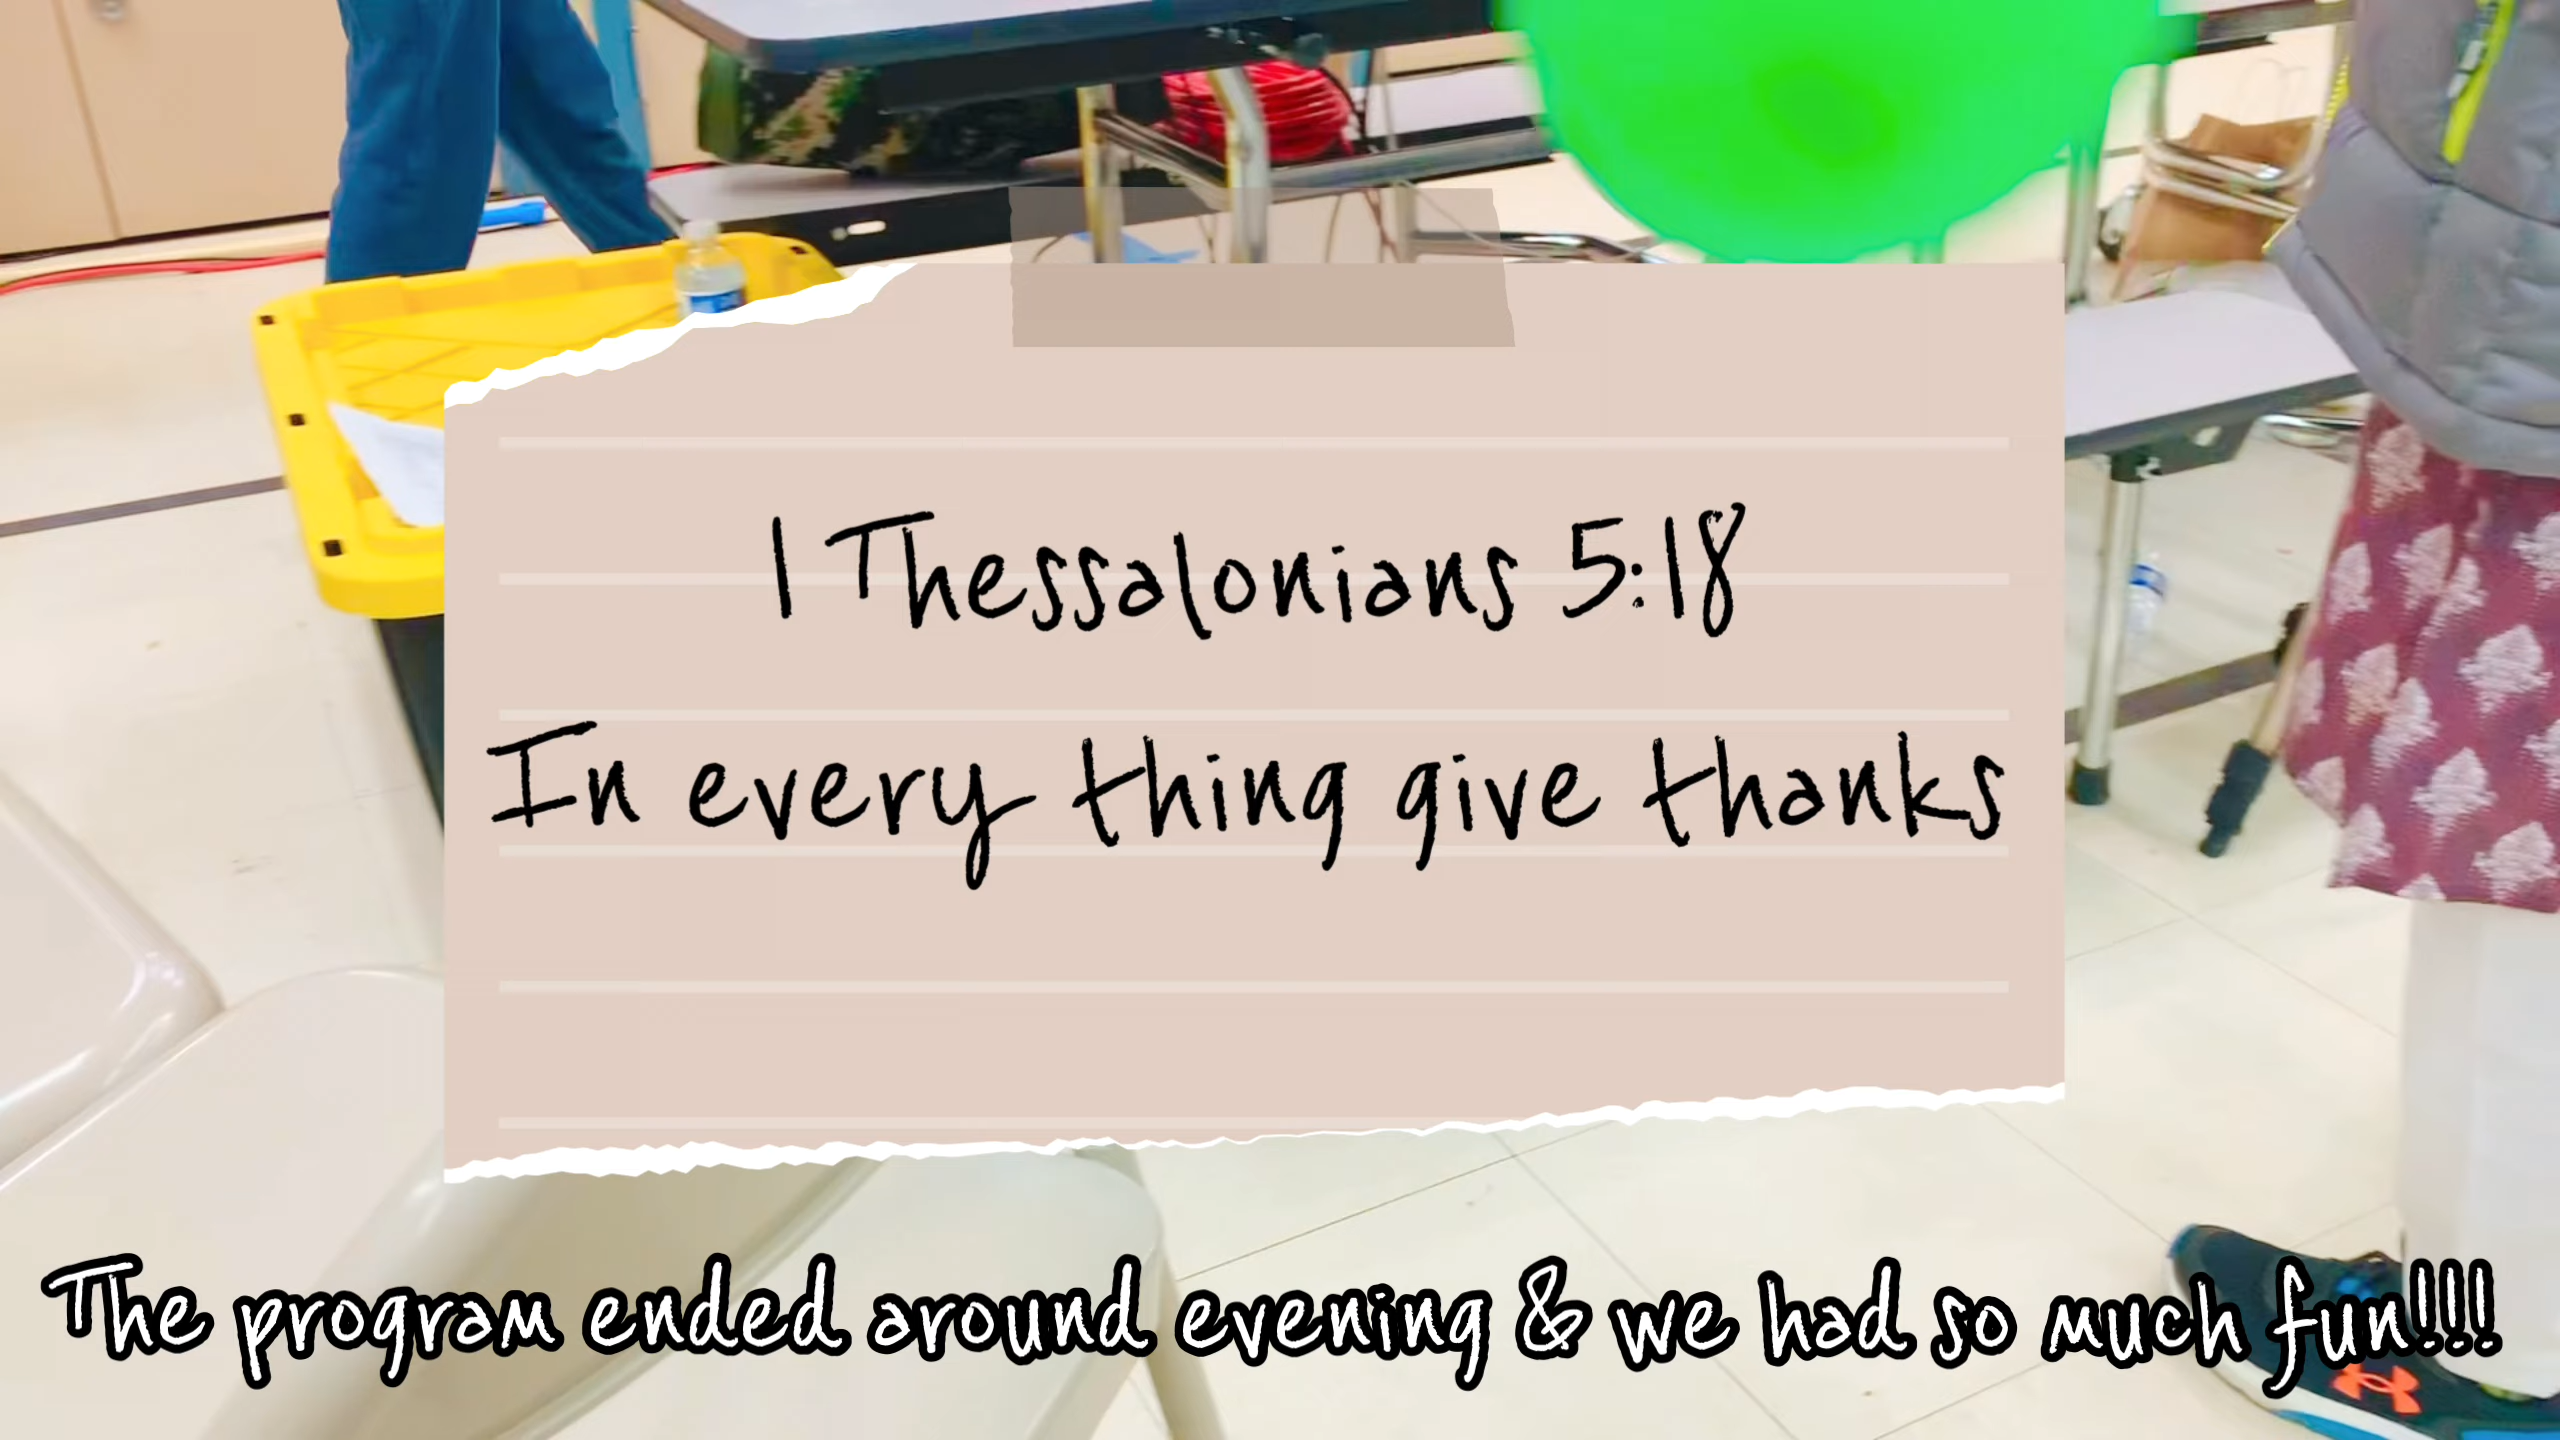 1 Thessalonians 5:18
In every thing give thanks
The program ended around evening & we had so much fun!!!